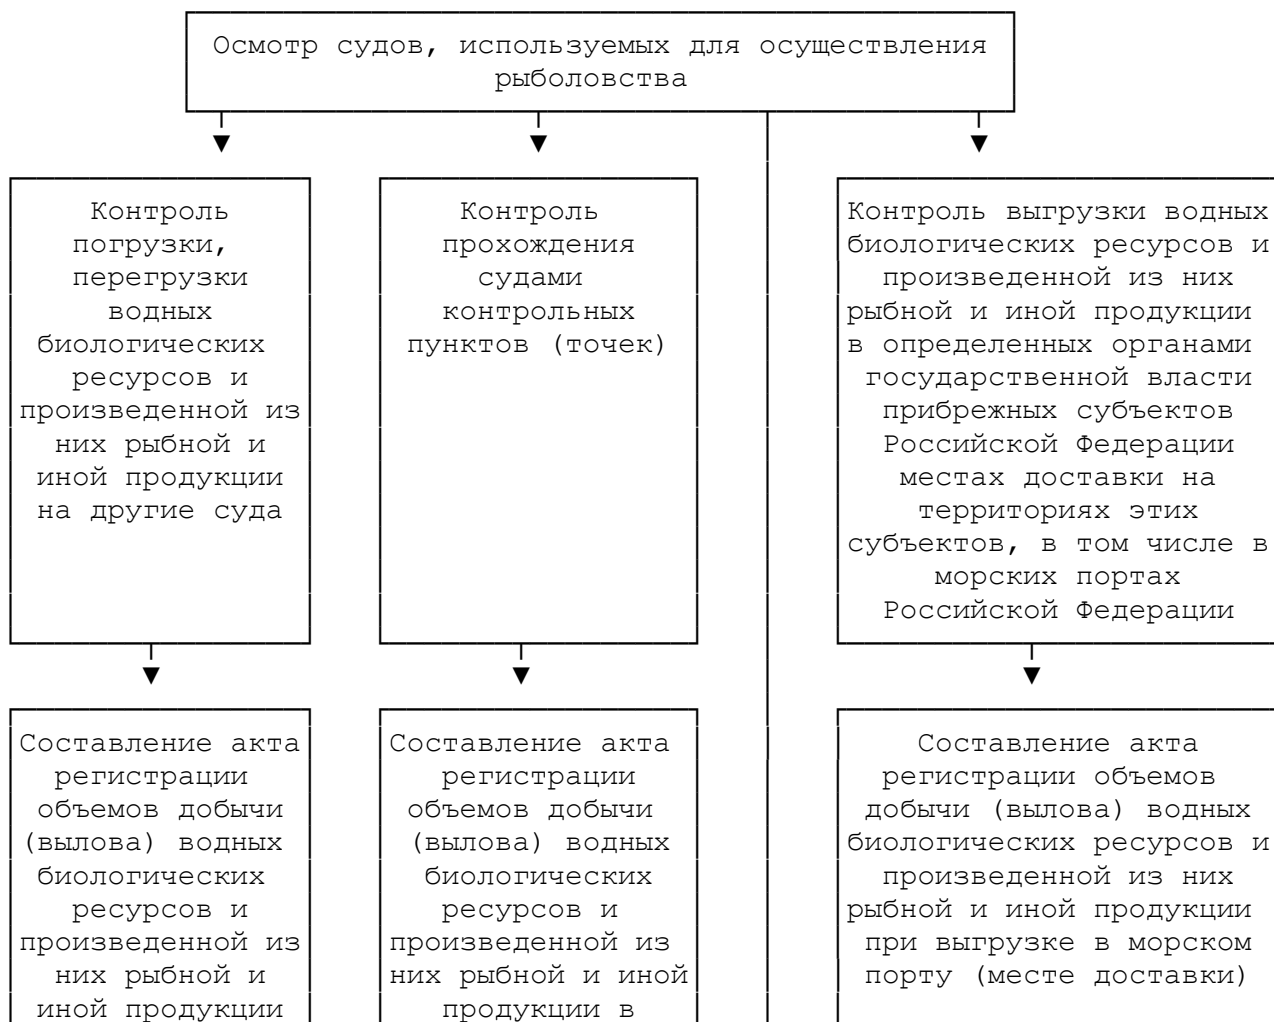 Осмотр судов, используемых для осуществления
рыболовства
Контроль
погрузки,
перегрузки
водных
биологических
ресурсов и
произведенной из
них рыбной и
иной продукции
на другие суда
Контроль
прохождения
судами
контрольных
пунктов (точек)
Контроль выгрузки водных
биологических ресурсов и
произведенной из них
рыбной и иной продукции
в определенных органами
государственной власти
прибрежных субъектов
Российской Федерации
местах доставки на
территориях этих
субъектов, в том числе в
морских портах
Российской Федерации
Составление акта
регистрации
объемов добычи
(вылова) водных
биологических
ресурсов и
произведенной из
них рыбной и
иной продукции
Составление акта
регистрации
объемов добычи
(вылова) водных
биологических
ресурсов и
произведенной из
них рыбной и иной
продукции в
Составление акта
регистрации объемов
добычи (вылова) водных
биологических ресурсов и
произведенной из них
рыбной и иной продукции
при выгрузке в морском
порту (месте доставки)